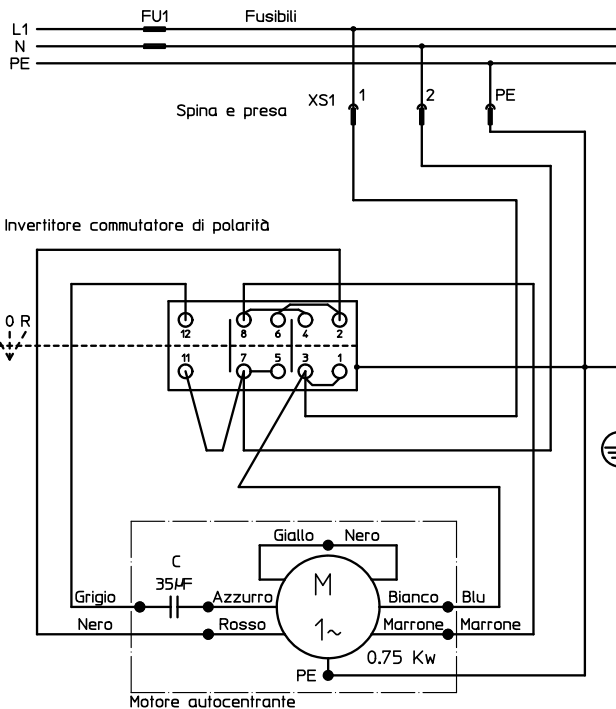 FU1 Fusibili
L1
N
PE
XS1 1 2 PE
Spina e presa
Invertitore commutatore di polarità
0 R
12 8 6 4 2
11 7 5 3 1
Giallo Nero
C
35µF
M
1~
Grigio Azzurro Bianco Blu
Nero Rosso Marrone Marrone
0.75 Kw
PE
Motore autocentrante